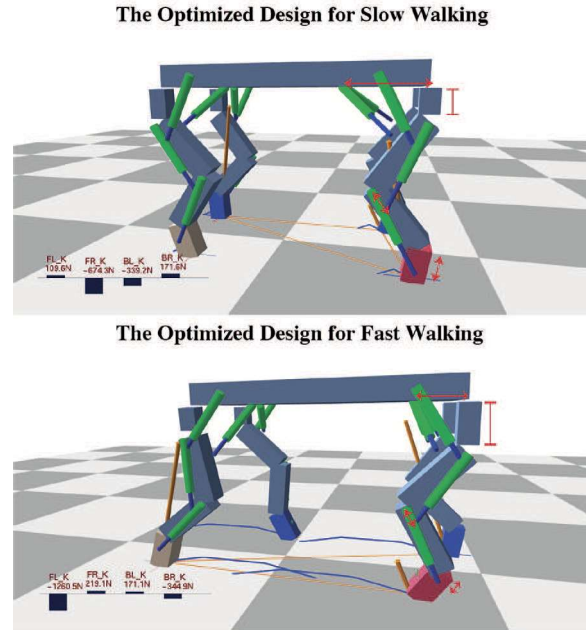 The Optimized Design for Slow Walking
FL_K FR_K BL_K BR_K
109.6N -674.3N -339.2N 171.6N
The Optimized Design for Fast Walking
FL_K FR_K BL_K BR_K
-1260.5N 219.1N 171.1N -344.9N